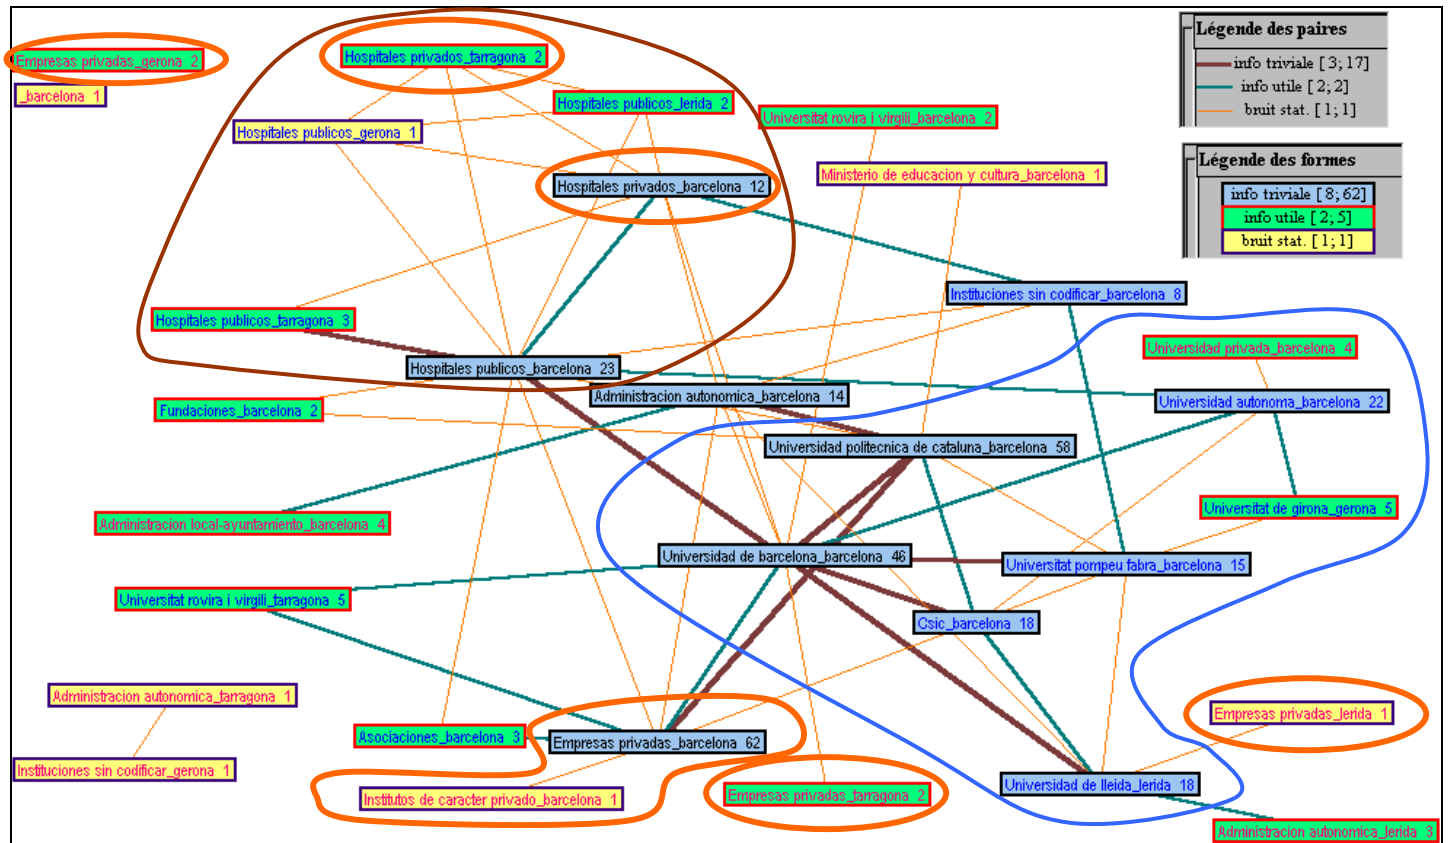 Légende des paires
info triviale [ 3; 17]
info utile [ 2; 2]
bruit stat. [ 1; 1]
Légende des formes
info triviale [ 8; 62]
info utile [ 2; 5]
bruit stat. [ 1; 1]
Empresas privadas_gerona 2
_barcelona 1
Hospitales privados_tarragona 2
Hospitales publicos_lerida 2
Hospitales publicos_gerona 1
Universitat rovira i virgili_barcelona 2
Ministerio de educacion y cultura_barcelona 1
Hospitales privados_barcelona 12
Instituciones sin codificar_barcelona 8
Hospitales publicos_tarragona 3
Universidad privada_barcelona 4
Hospitales publicos_barcelona 23
Administracion autonomica_barcelona 14
Universidad autonoma_barcelona 22
Fundaciones_barcelona 2
Universidad politecnica de cataluna_barcelona 58
Universitat de girona_gerona 5
Administracion local-ayuntamiento_barcelona 4
Universidad de barcelona_barcelona 46
Universitat pompeu fabra_barcelona 15
Universitat rovira i virgili_tarragona 5
Csic_barcelona 18
Administracion autonomica_tarragona 1
Empresas privadas_lerida 1
Asociaciones_barcelona 3
Empresas privadas_barcelona 62
Instituciones sin codificar_gerona 1
Universidad de lleida_lerida 18
Institutos de caracter privado_barcelona 1
Empresas privadas_tarragona 2
Administracion autonomica_lerida 3